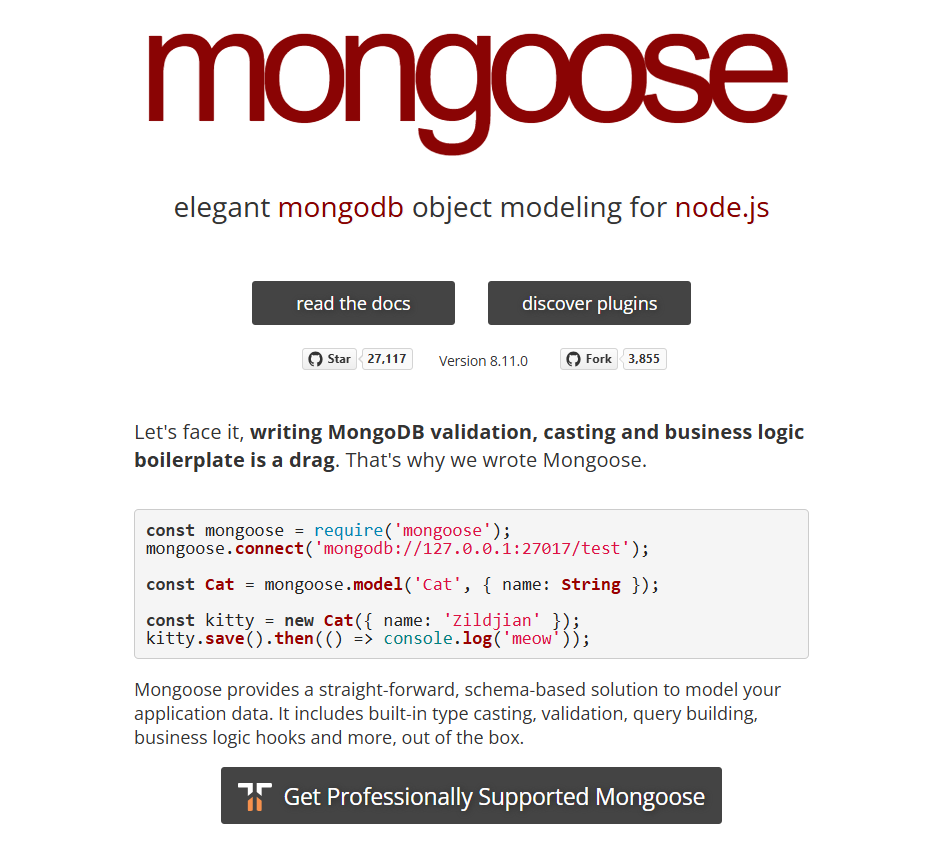 mongoose
elegant mongodb object modeling for node.js
read the docs discover plugins
Star 27,117 Version 8.11.0 Fork 3,855
Let's face it, writing MongoDB validation, casting and business logic
boilerplate is a drag. That's why we wrote Mongoose.
const mongoose = require('mongoose');
mongoose.connect('mongodb://127.0.0.1:27017/test');
const Cat = mongoose.model('Cat', { name: String });
const kitty = new Cat({ name: 'Zildjian' });
kitty.save().then(() => console.log('meow'));
Mongoose provides a straight-forward, schema-based solution to model your
application data. It includes built-in type casting, validation, query building,
business logic hooks and more, out of the box.
Get Professionally Supported Mongoose